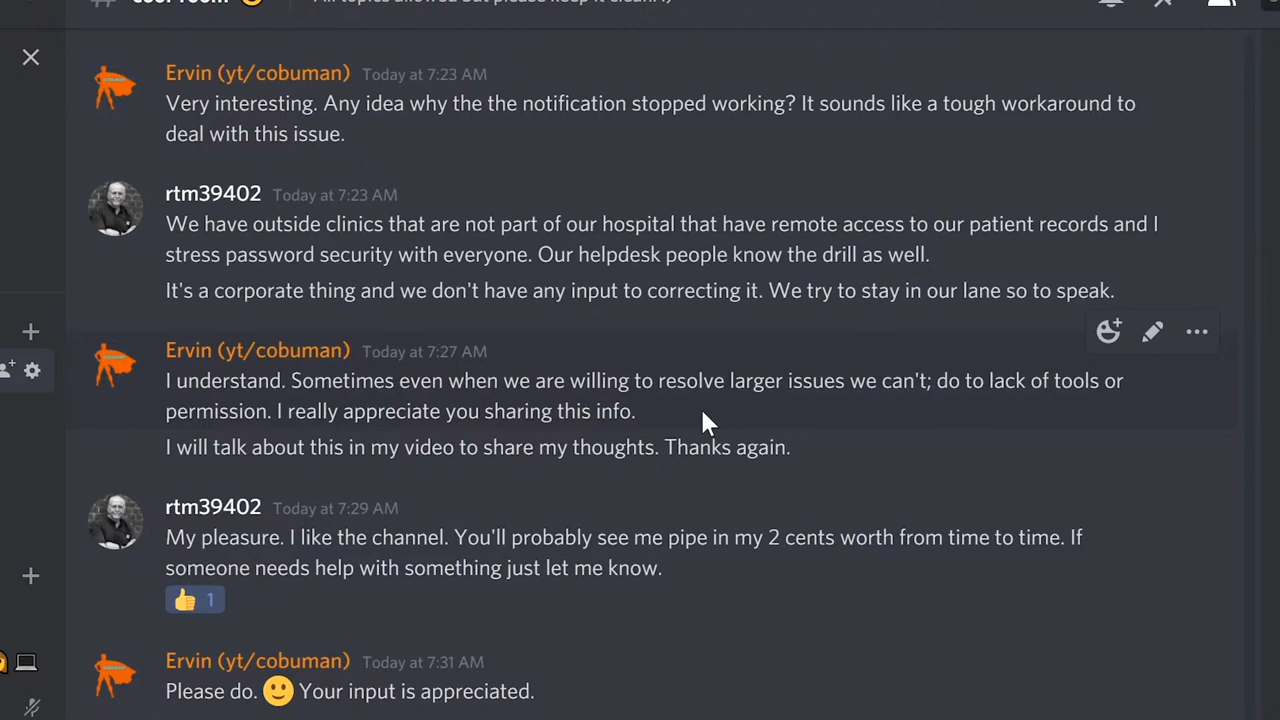 Ervin (yt/cobuman) Today at 7:23 AM
Very interesting. Any idea why the the notification stopped working? It sounds like a tough workaround to
deal with this issue.
rtm39402 Today at 7:23 AM
We have outside clinics that are not part of our hospital that have remote access to our patient records and I
stress password security with everyone. Our helpdesk people know the drill as well.
It's a corporate thing and we don't have any input to correcting it. We try to stay in our lane so to speak.
Ervin (yt/cobuman) Today at 7:27 AM
I understand. Sometimes even when we are willing to resolve larger issues we can't; do to lack of tools or
permission. I really appreciate you sharing this info.
I will talk about this in my video to share my thoughts. Thanks again.
rtm39402 Today at 7:29 AM
My pleasure. I like the channel. You'll probably see me pipe in my 2 cents worth from time to time. If
someone needs help with something just let me know.
👍 1
Ervin (yt/cobuman) Today at 7:31 AM
Please do. 🙂 Your input is appreciated.